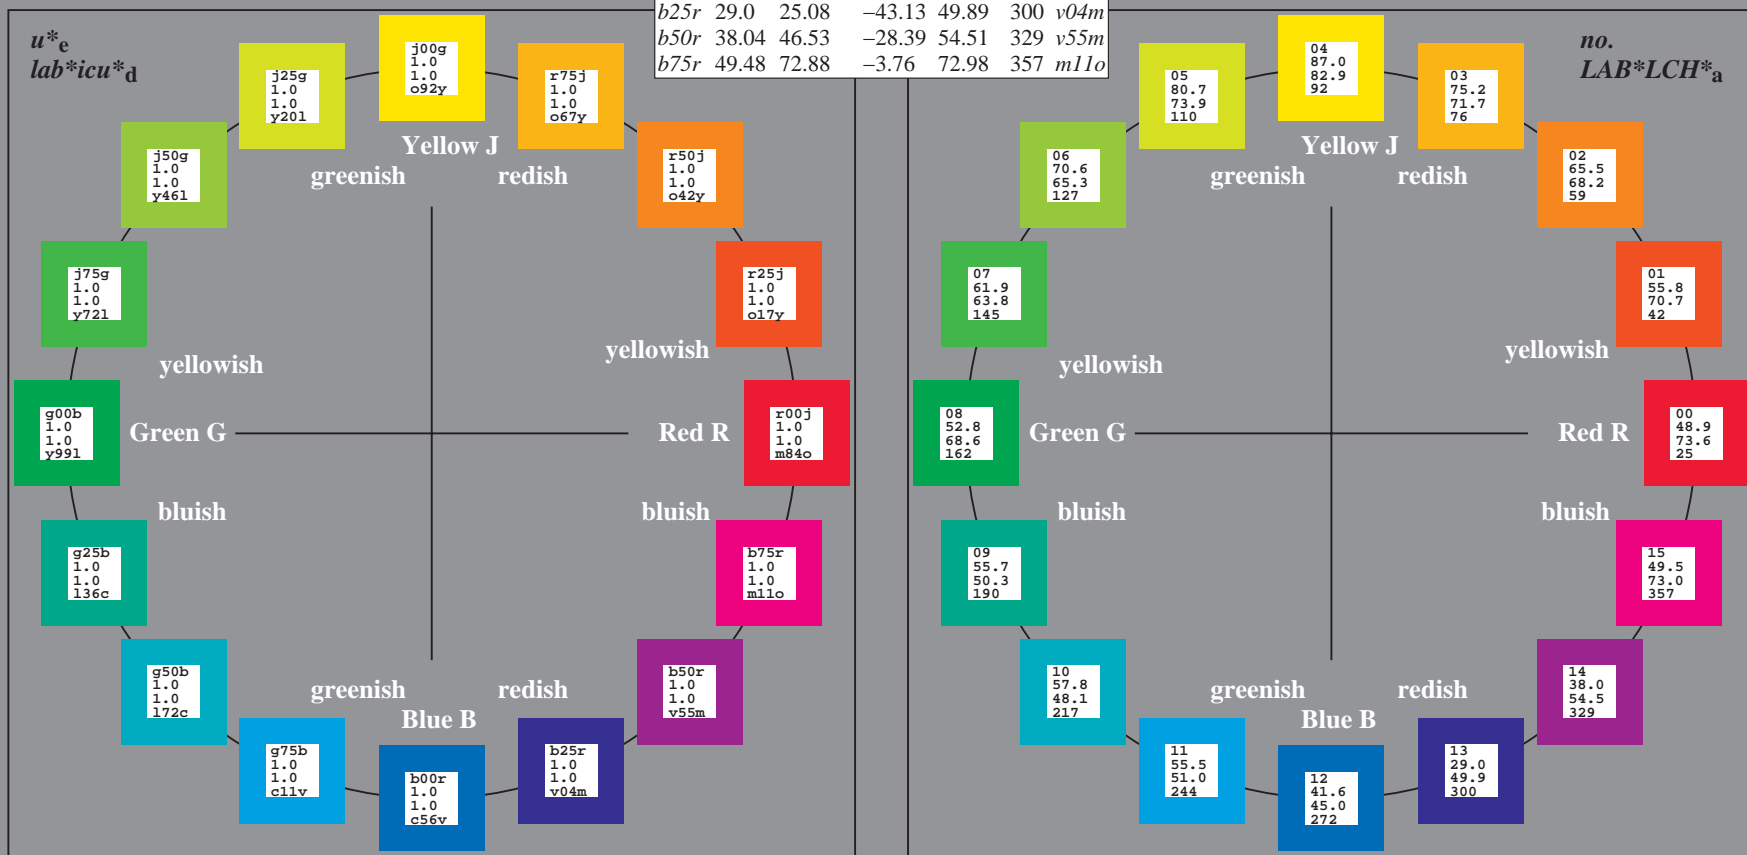 b25r 29.0 25.08 −43.13 49.89 300 v04m
b50r 38.04 46.53 −28.39 54.51 329 v55m
b75r 49.48 72.88 −3.76 72.98 357 m11o
u*e
lab*icu*d
j00g
1.0
1.0
o92y
j25g
1.0
1.0
y20l
r75j
1.0
1.0
o67y
j50g
1.0
1.0
y46l
r50j
1.0
1.0
o42y
Yellow J
greenish redish
j75g
1.0
1.0
y72l
r25j
1.0
1.0
o17y
yellowish
yellowish
g00b
1.0
1.0
y99l
Green G
Red R
r00j
1.0
1.0
m84o
bluish
bluish
g25b
1.0
1.0
l36c
b75r
1.0
1.0
m11o
g50b
1.0
1.0
l72c
b50r
1.0
1.0
v55m
greenish redish
Blue B
g75b
1.0
1.0
c11v
b25r
1.0
1.0
v04m
b00r
1.0
1.0
c56v
no.
LAB*LCH*a
04
87.0
82.9
92
05
80.7
73.9
110
03
75.2
71.7
76
06
70.6
65.3
127
02
65.5
68.2
59
Yellow J
greenish redish
07
61.9
63.8
145
01
55.8
70.7
42
yellowish
yellowish
08
52.8
68.6
162
Green G
Red R
00
48.9
73.6
25
bluish
bluish
09
55.7
50.3
190
15
49.5
73.0
357
10
57.8
48.1
217
14
38.0
54.5
329
greenish redish
Blue B
11
55.5
51.0
244
13
29.0
49.9
300
12
41.6
45.0
272